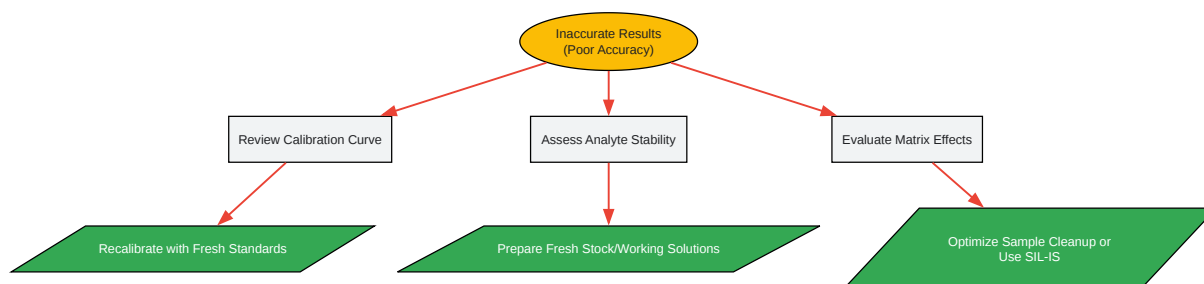 Inaccurate Results
(Poor Accuracy)
Review Calibration Curve
Assess Analyte Stability
Evaluate Matrix Effects
Recalibrate with Fresh Standards
Prepare Fresh Stock/Working Solutions
Optimize Sample Cleanup or
Use SIL-IS